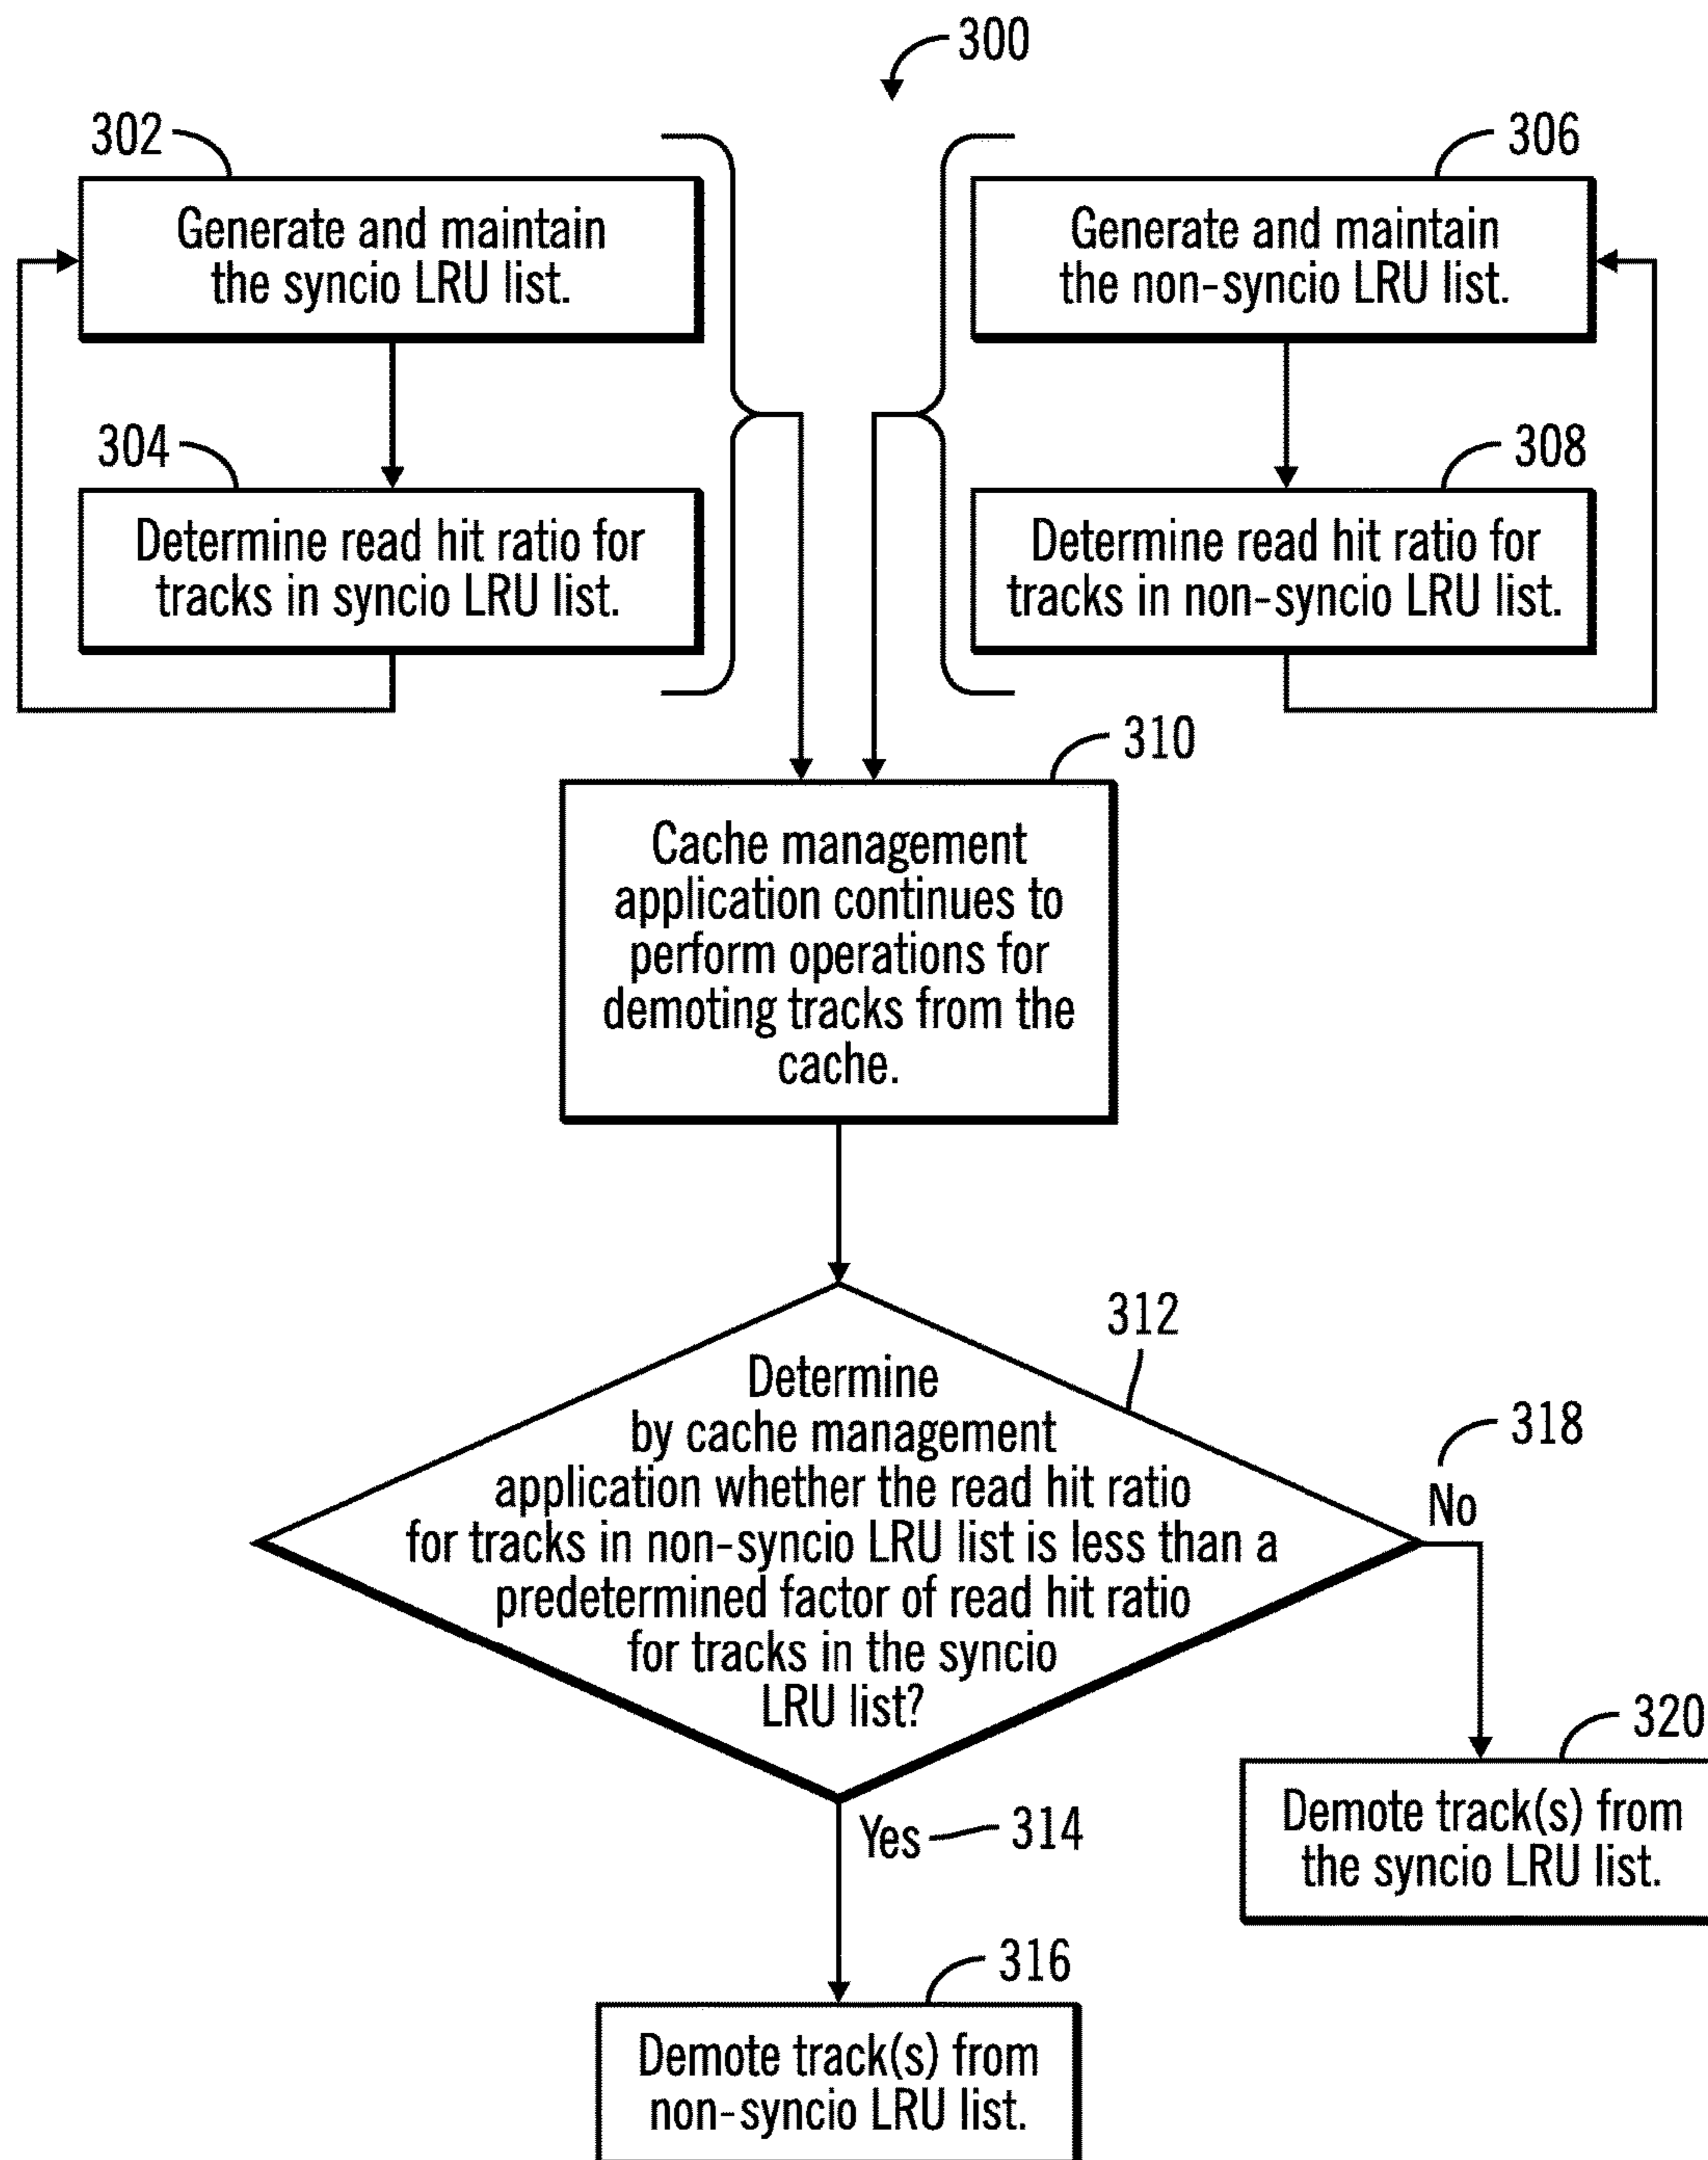 300
302
Generate and maintain
the syncio LRU list.
304
Determine read hit ratio for
tracks in syncio LRU list.
306
Generate and maintain
the non-syncio LRU list.
308
Determine read hit ratio for
tracks in non-syncio LRU list.
310
Cache management
application continues to
perform operations for
demoting tracks from the
cache.
312
Determine
by cache management
application whether the read hit ratio
for tracks in non-syncio LRU list is less than a
predetermined factor of read hit ratio
for tracks in the syncio
LRU list?
318
No
320
Demote track(s) from
the syncio LRU list.
Yes
314
316
Demote track(s) from
non-syncio LRU list.